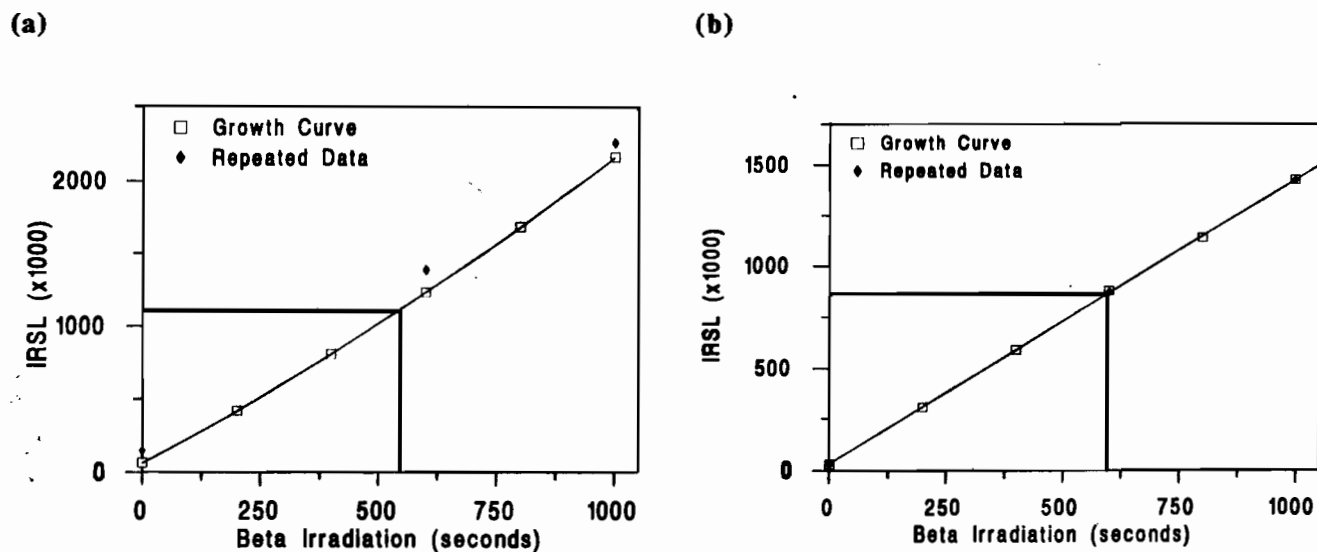 (a)
(b)
□ Growth Curve
♦ Repeated Data
2000
1000
0
IRSL (x1000)
0 250 500 750 1000
Beta Irradiation (seconds)
□ Growth Curve
♦ Repeated Data
1500
1000
500
0
IRSL (x1000)
0 250 500 750 1000
Beta Irradiation (seconds)